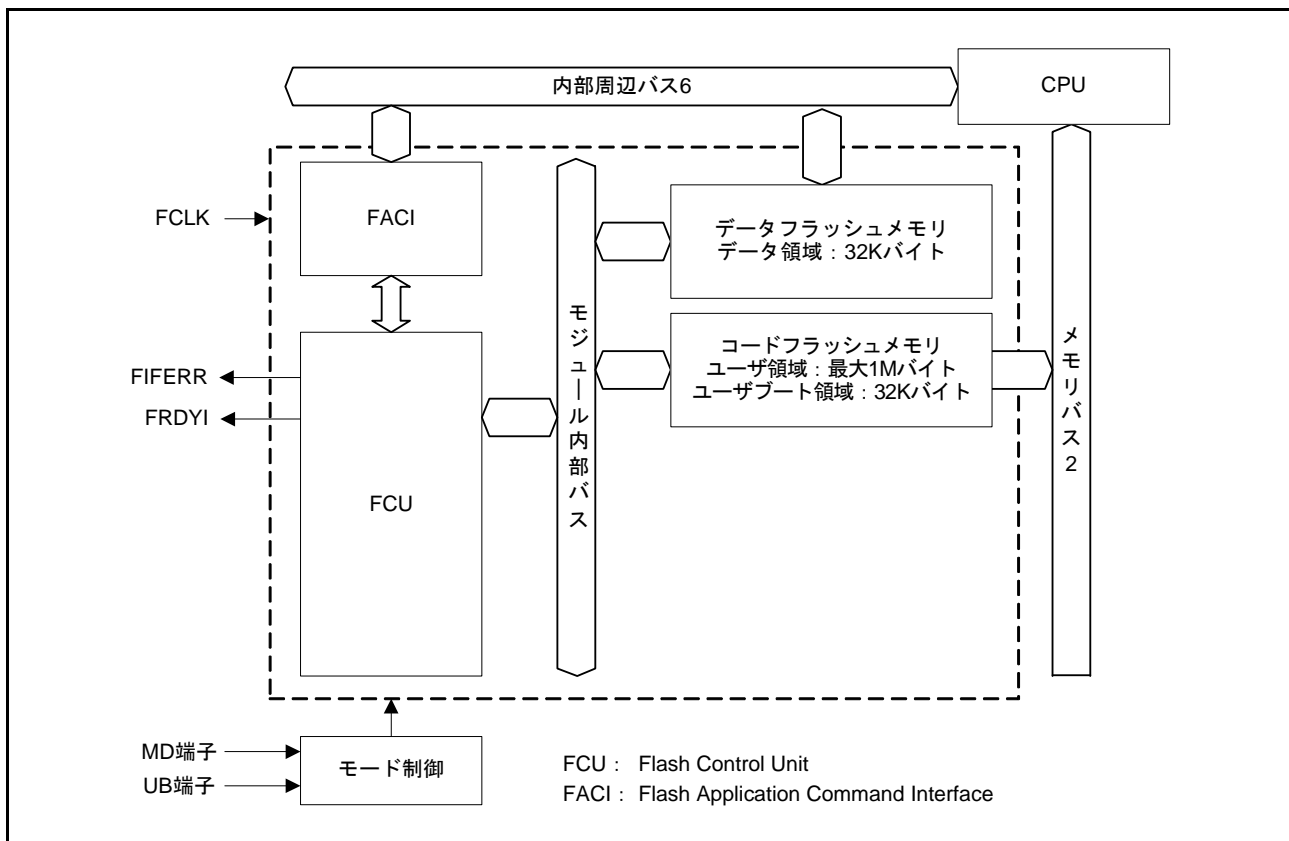 内部周辺バス6
CPU
FCLK
FACI
データフラッシュメモリ
データ領域：32Kバイト
モジュール内部バス
コードフラッシュメモリ
ユーザ領域：最大1Mバイト
ユーザブート領域：32Kバイト
メモリバス2
FIFERR
FRDYI
FCU
MD端子
UB端子
モード制御
FCU： Flash Control Unit
FACI： Flash Application Command Interface